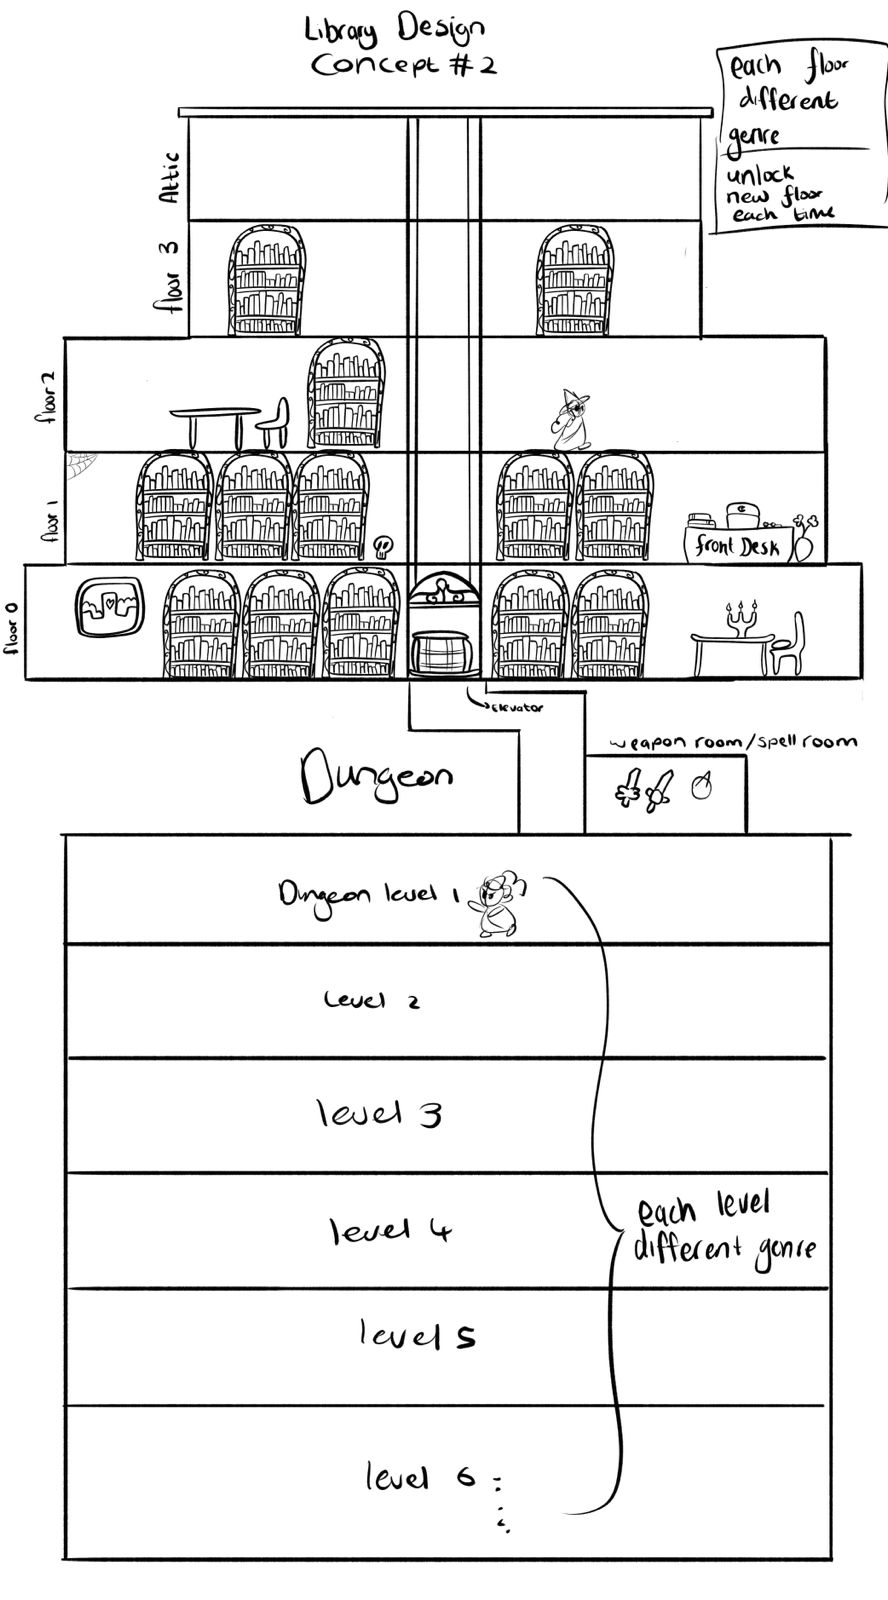 Library Design
Concept #2
each floor
different
genre
unlock
new floor
each time
Attic
floor 3
floor 2
floor 1
front Desk
floor 0
Elevator
weapon room/spell room
Dungeon
Dungeon level 1
Level 2
level 3
level 4
each level
different genre
level 5
level 6